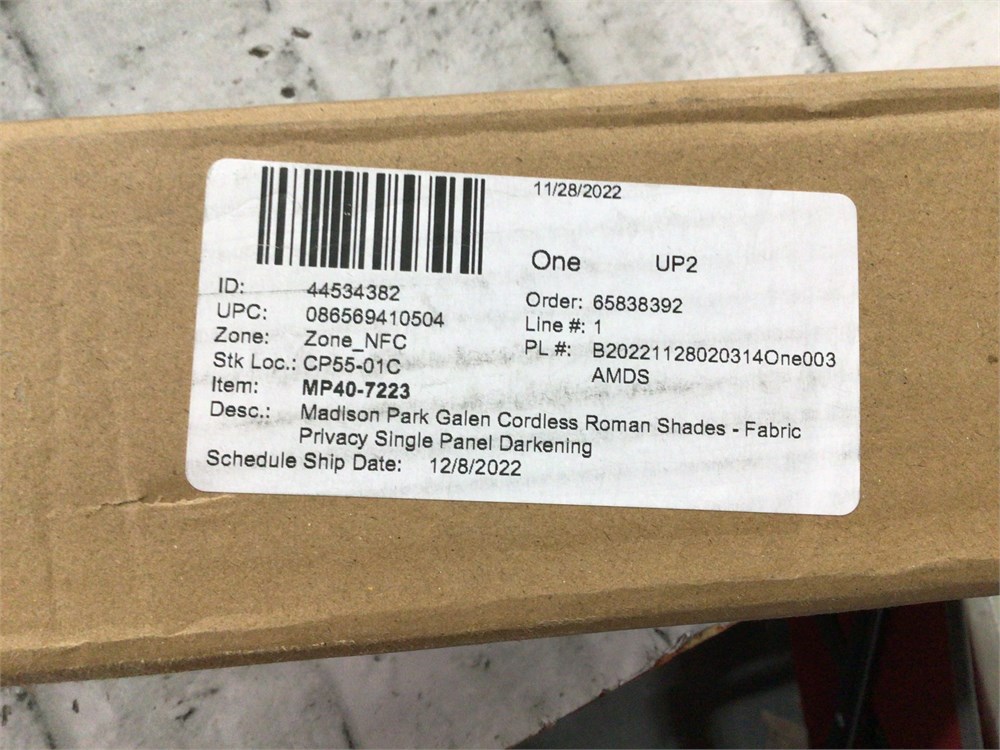 11/28/2022
One UP2
ID: 44534382
UPC: 086569410504
Zone: Zone_NFC
Stk Loc.: CP55-01C
Item: MP40-7223
Desc.: Madison Park Galen Cordless Roman Shades - Fabric
Privacy Single Panel Darkening
Schedule Ship Date: 12/8/2022
Order: 65838392
Line #: 1
PL #: B20221128020314One003
AMDS